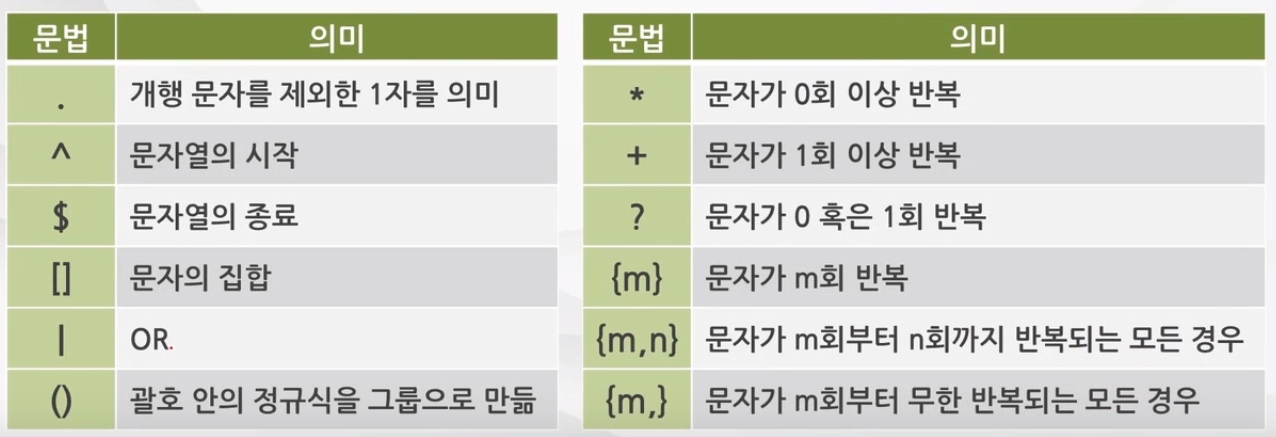 문법 의미
. 개행 문자를 제외한 1자를 의미
^ 문자열의 시작
$ 문자열의 종료
[] 문자의 집합
| OR.
() 괄호 안의 정규식을 그룹으로 만듦
문법 의미
* 문자가 0회 이상 반복
+ 문자가 1회 이상 반복
? 문자가 0 혹은 1회 반복
{m} 문자가 m회 반복
{m,n} 문자가 m회부터 n회까지 반복되는 모든 경우
{m,} 문자가 m회부터 무한 반복되는 모든 경우